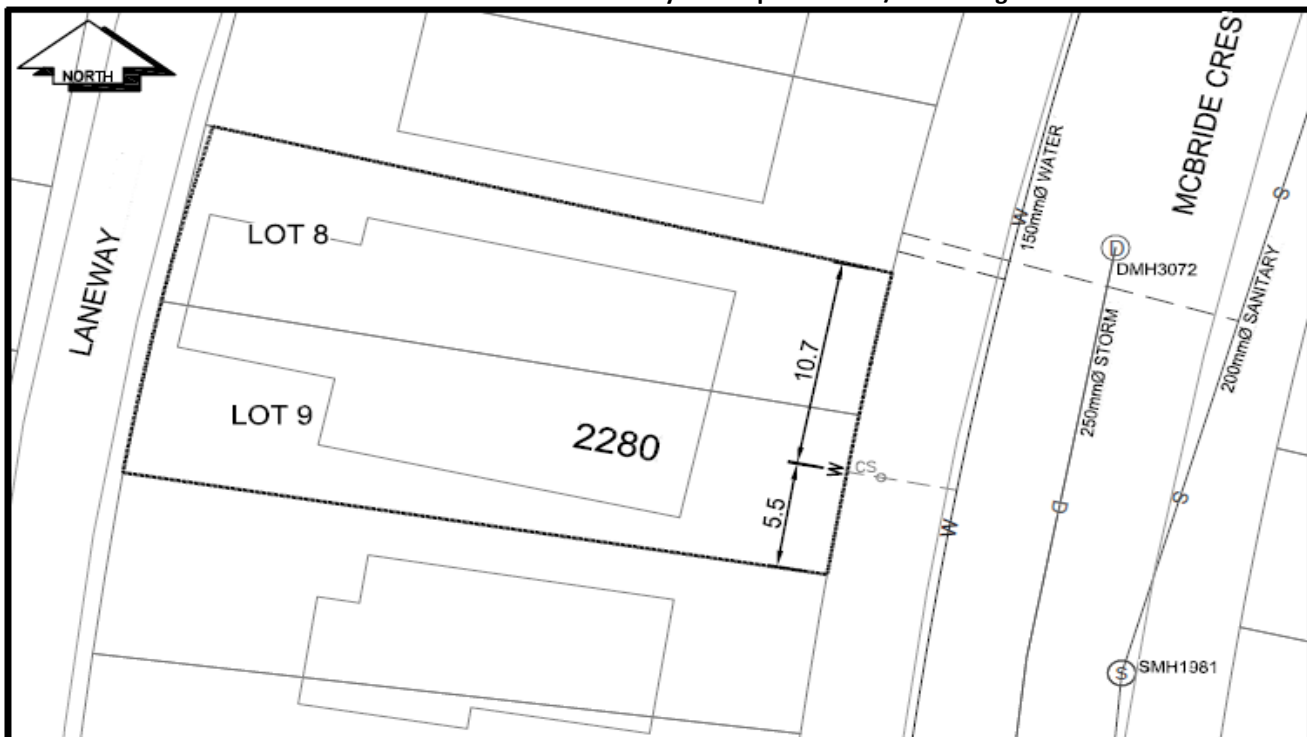 NORTH
MCBRIDE CRES
150mmØ WATER
W
S
LOT 8
D
DMH3072
LANEWAY
200mmØ SANITARY
250mmØ STORM
10.7
LOT 9
2280
W
CS
5.5
S
D
W
S
SMH1981